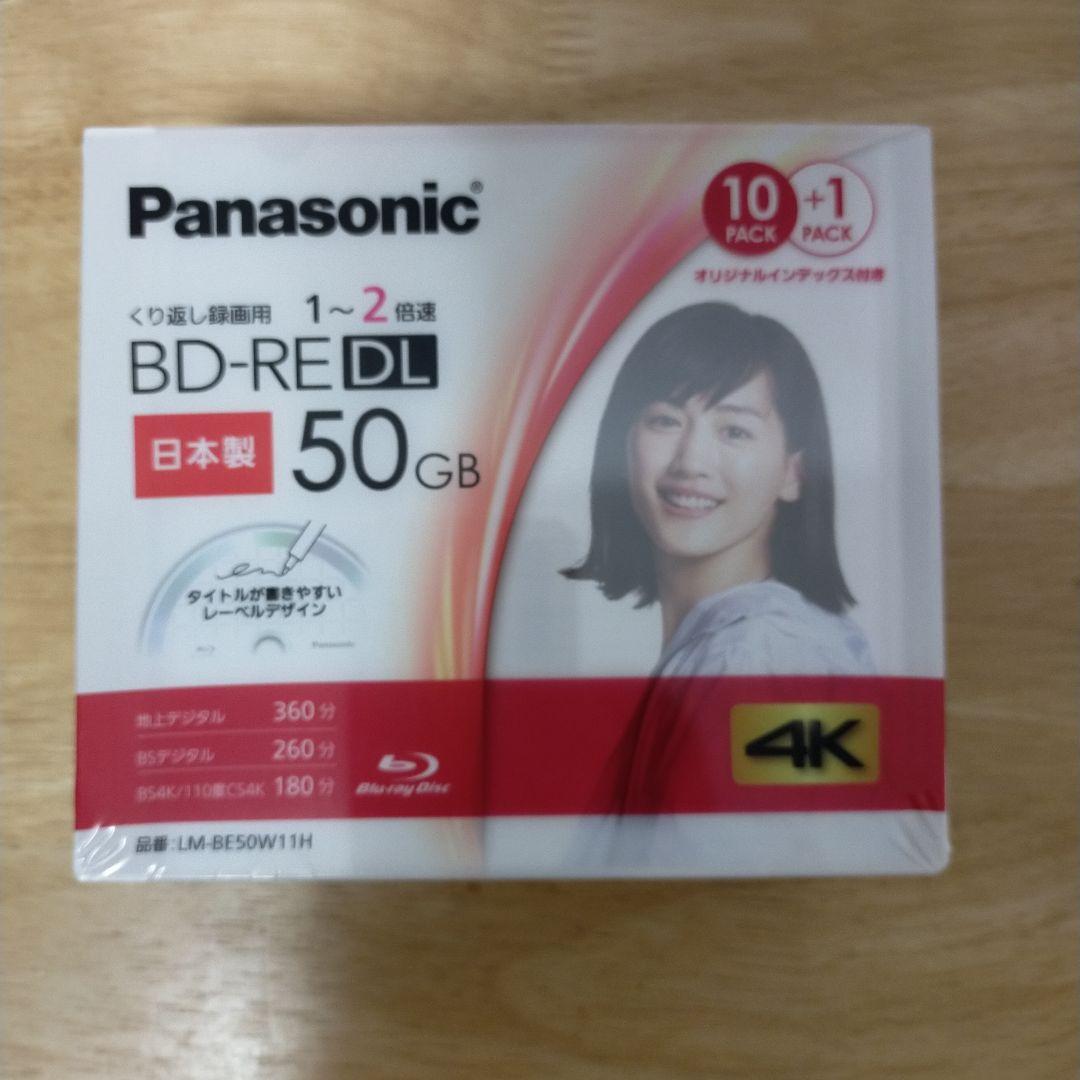 Panasonic®
10 PACK +1 PACK
オリジナルインデックス付き
くり返し録画用 1～2倍速
BD-RE DL
日本製 50GB
タイトルが書きやすい
レーベルデザイン
Panasonic
地上デジタル 360分
BSデジタル 260分
BS4K/110度CS4K 180分
Blu-ray Disc
4K
品番:LM-BE50W11H